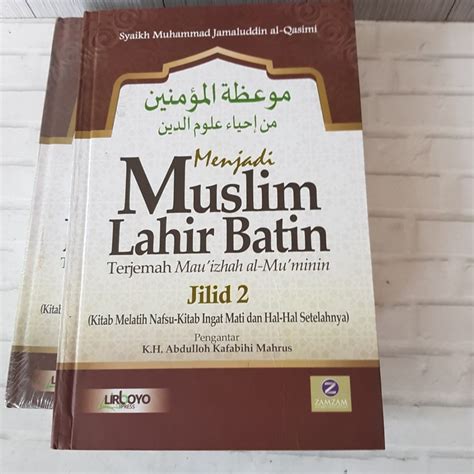 Syaikh Muhammad Jamaluddin al-Qasimi
موعظة المؤمنين
من إحياء علوم الدين
Menjadi
Muslim
Lahir Batin
Terjemah Mau'izhah al-Mu'minin
Jilid 2
(Kitab Melatih Nafsu-Kitab Ingat Mati dan Hal-Hal Setelahnya)
Pengantar
K.H. Abdulloh Kafabihi Mahrus
LIRBOYO
PRESS
Z
ZAMZAM
(Kitab
LIRBOYO